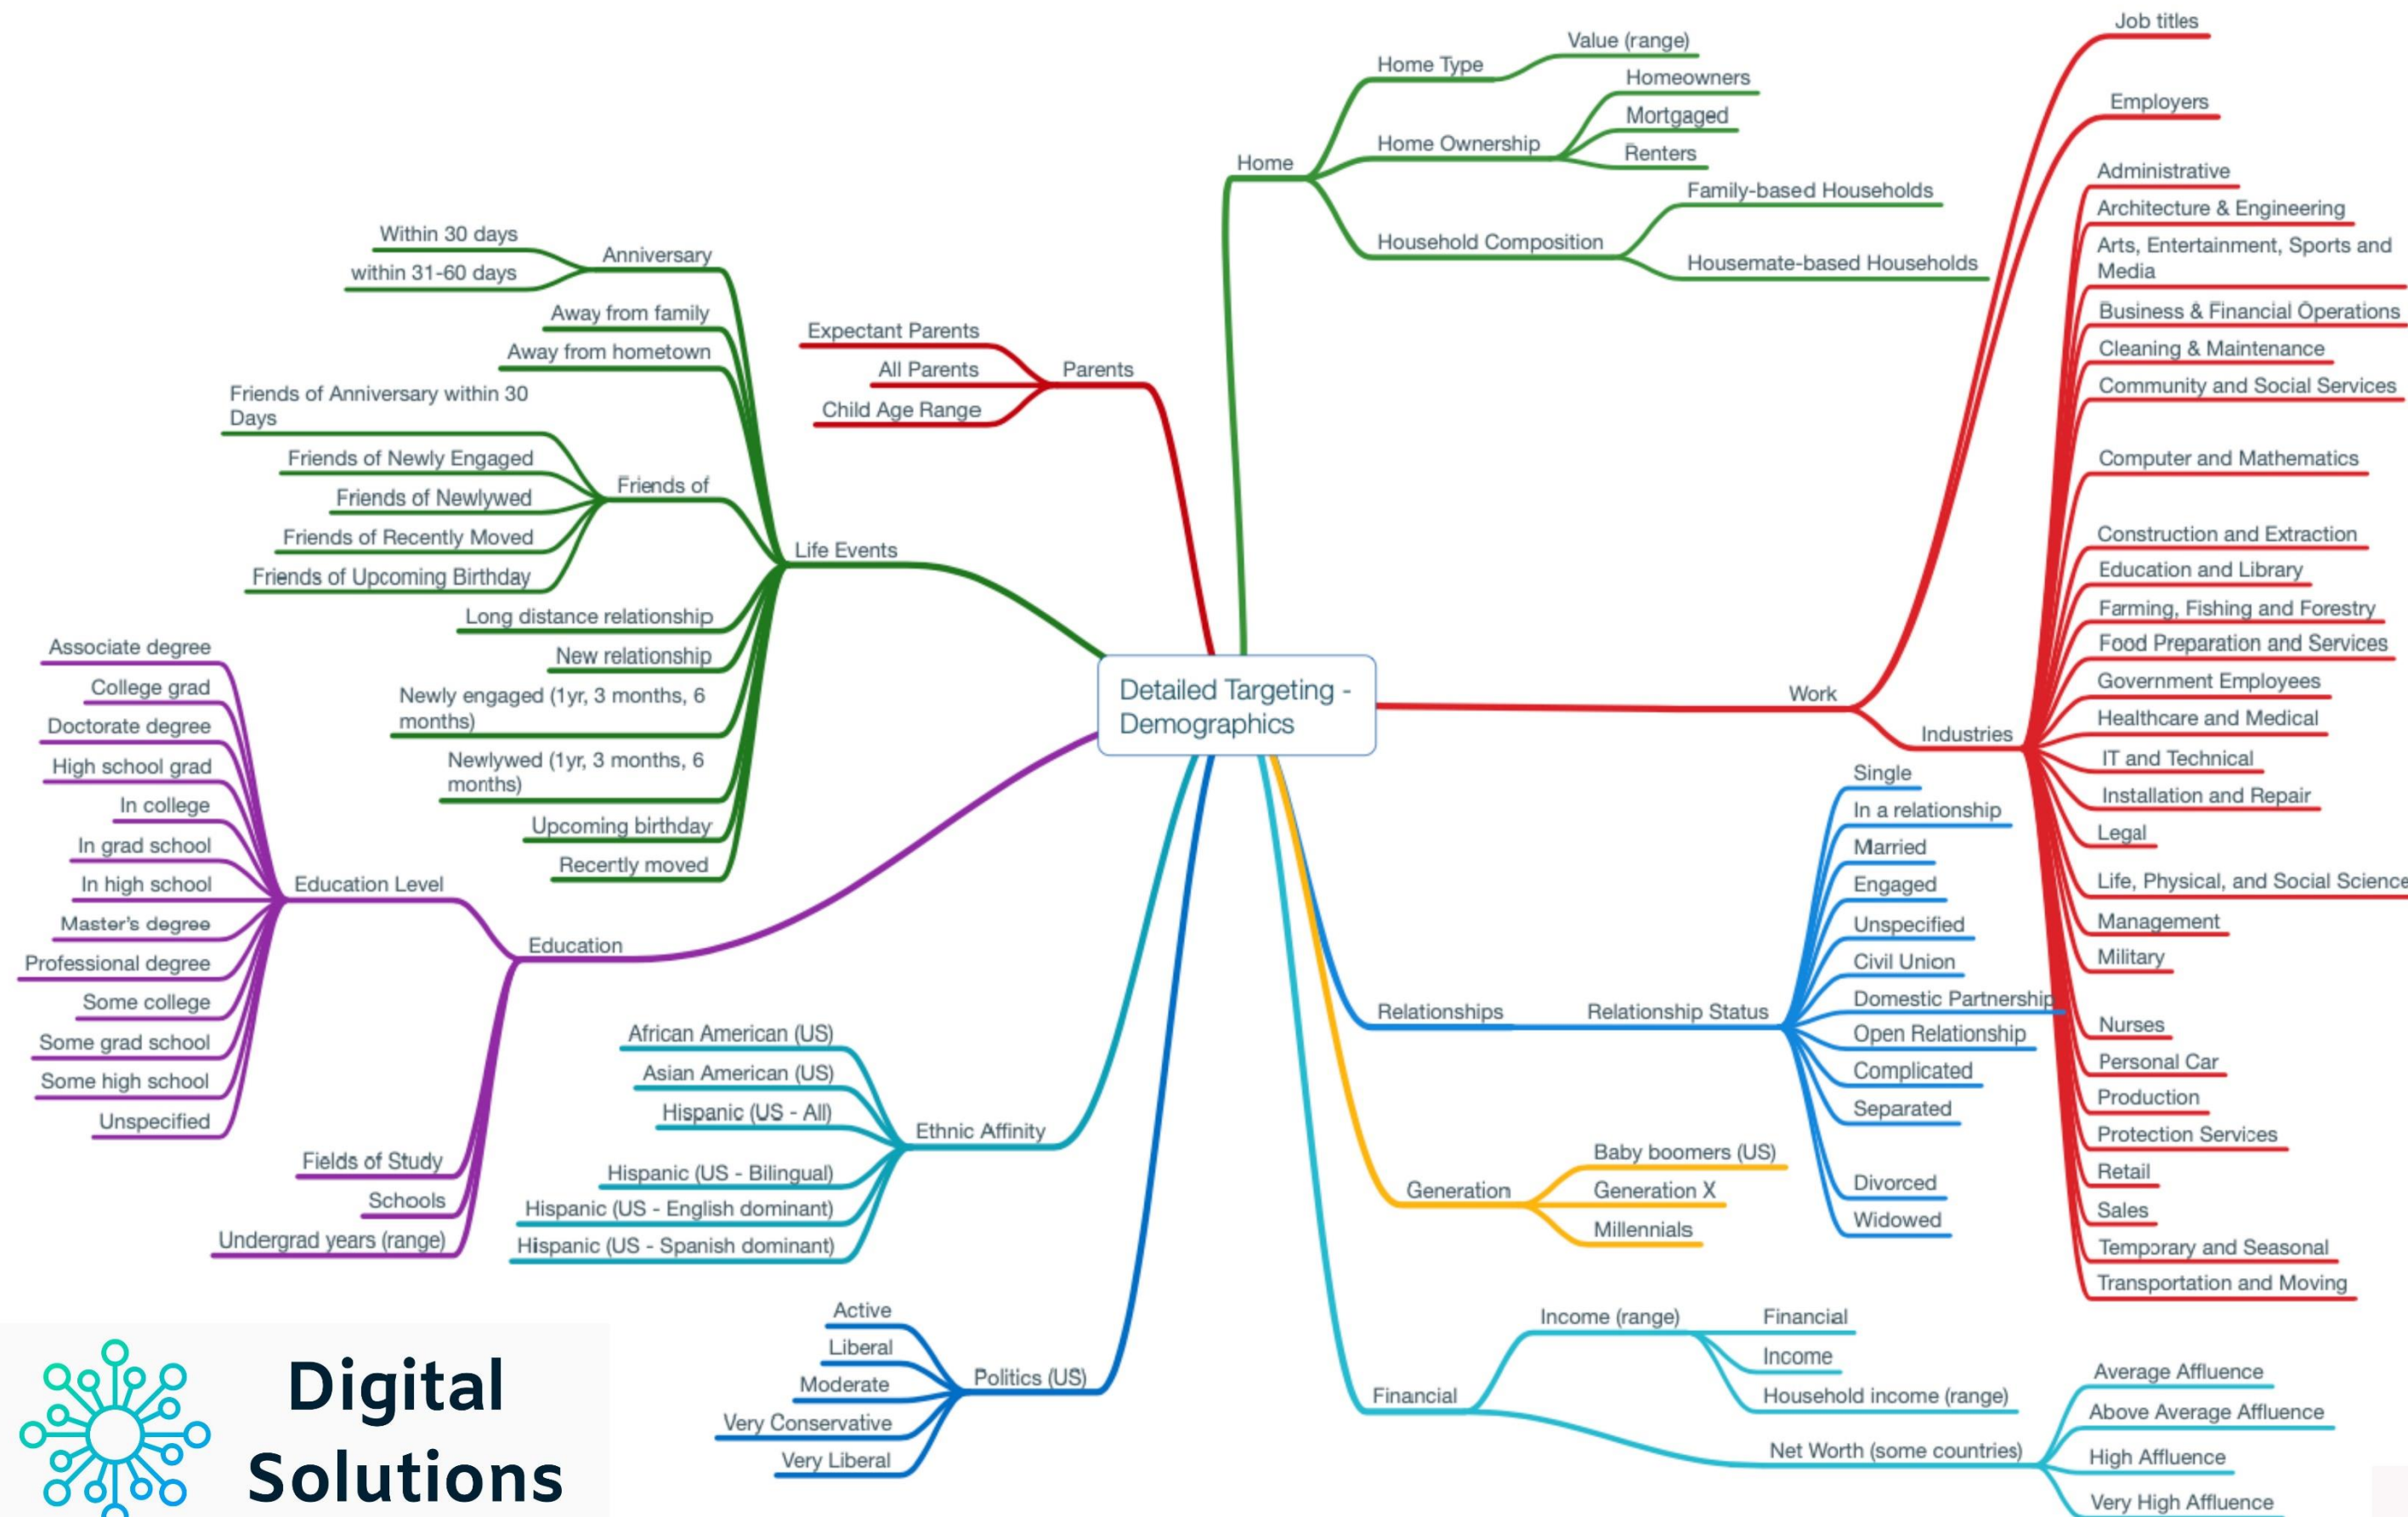 Detailed Targeting -
Demographics
Home
Home Type
Value (range)
Home Ownership
Homeowners
Mortgaged
Renters
Household Composition
Family-based Households
Housemate-based Households
Work
Job titles
Employers
Industries
Administrative
Architecture & Engineering
Arts, Entertainment, Sports and
Media
Business & Financial Operations
Cleaning & Maintenance
Community and Social Services
Computer and Mathematics
Construction and Extraction
Education and Library
Farming, Fishing and Forestry
Food Preparation and Services
Government Employees
Healthcare and Medical
IT and Technical
Installation and Repair
Legal
Life, Physical, and Social Science
Management
Military
Nurses
Personal Car
Production
Protection Services
Retail
Sales
Temporary and Seasonal
Transportation and Moving
Relationships
Relationship Status
Single
In a relationship
Married
Engaged
Unspecified
Civil Union
Domestic Partnership
Open Relationship
Complicated
Separated
Divorced
Widowed
Generation
Baby boomers (US)
Generation X
Millennials
Financial
Income (range)
Financial
Income
Household income (range)
Net Worth (some countries)
Average Affluence
Above Average Affluence
High Affluence
Very High Affluence
Parents
Expectant Parents
All Parents
Child Age Range
Life Events
Anniversary
Within 30 days
within 31-60 days
Away from family
Away from hometown
Friends of
Friends of Anniversary within 30
Days
Friends of Newly Engaged
Friends of Newlywed
Friends of Recently Moved
Friends of Upcoming Birthday
Long distance relationship
New relationship
Newly engaged (1yr, 3 months, 6
months)
Newlywed (1yr, 3 months, 6
months)
Upcoming birthday
Recently moved
Education
Education Level
Associate degree
College grad
Doctorate degree
High school grad
In college
In grad school
In high school
Master's degree
Professional degree
Some college
Some grad school
Some high school
Unspecified
Fields of Study
Schools
Undergrad years (range)
Ethnic Affinity
African American (US)
Asian American (US)
Hispanic (US - All)
Hispanic (US - Bilingual)
Hispanic (US - English dominant)
Hispanic (US - Spanish dominant)
Politics (US)
Active
Liberal
Moderate
Very Conservative
Very Liberal
Digital
Solutions